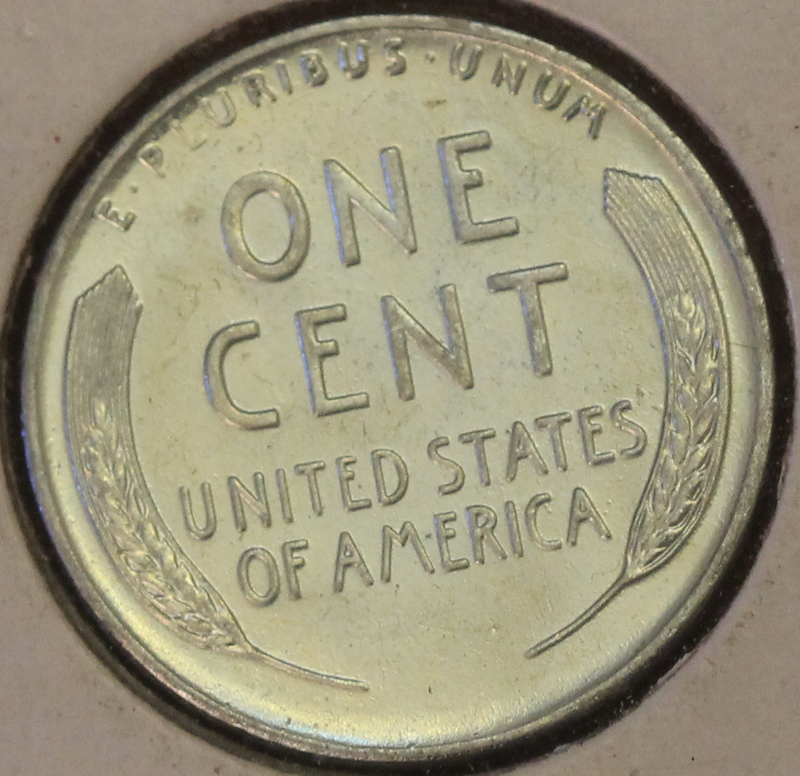 E·PLURIBUS·UNUM
ONE
CENT
UNITED STATES
OF AMERICA